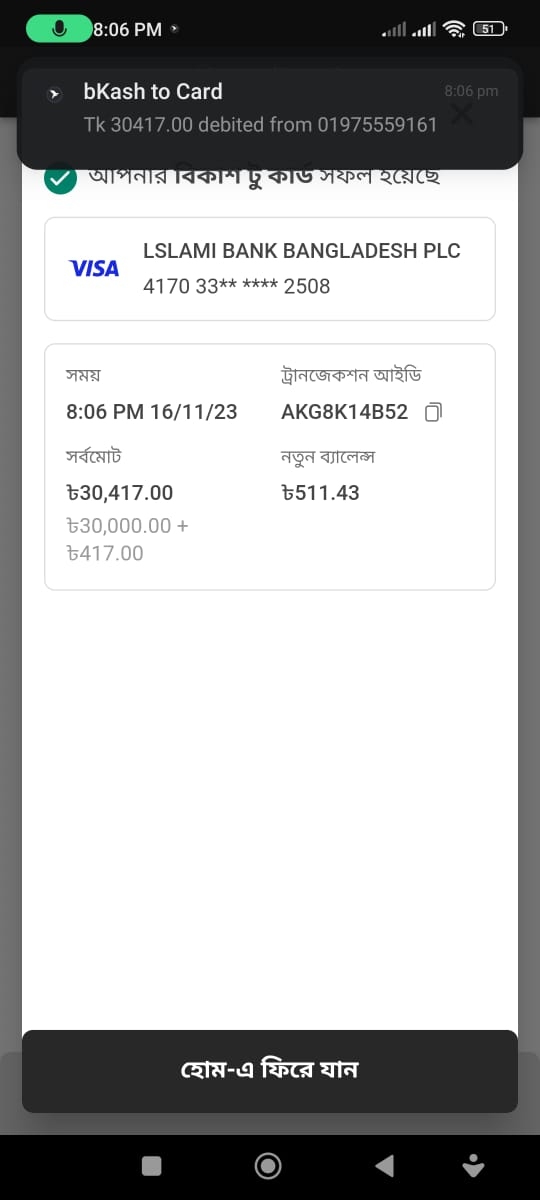 8:06 PM
51
bKash to Card
8:06 pm
Tk 30417.00 debited from 01975559161
আপনার বিকাশ টু কার্ড সফল হয়েছে
VISA
LSLAMI BANK BANGLADESH PLC
4170 33** **** 2508
সময়
ট্রানজেকশন আইডি
8:06 PM 16/11/23
AKG8K14B52
সর্বমোট
নতুন ব্যালেন্স
৳30,417.00
৳511.43
৳30,000.00 +
৳417.00
হোম-এ ফিরে যান